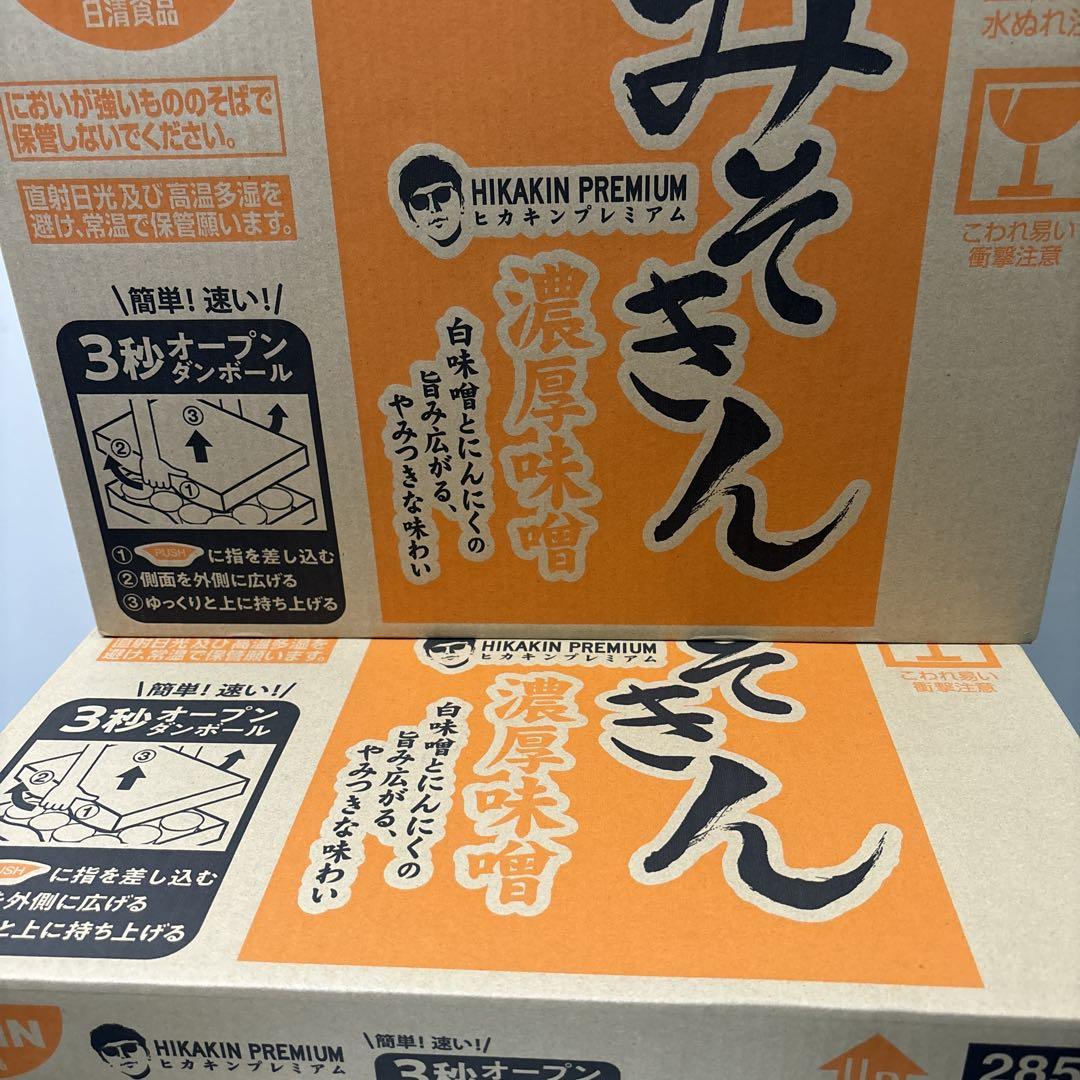 日清食品
においが強いもののそばで
保管しないでください。
直射日光及び高温多湿を
避け、常温で保管願います。
\簡単!速い!/
3秒オープン
ダンボール
③
②
①
① PUSH に指を差し込む
② 側面を外側に広げる
③ ゆっくりと上に持ち上げる
HIKAKIN PREMIUM
ヒカキンプレミアム
みそきん
濃厚味噌
白味噌とにんにくの
旨み広がる、
やみつきな味わい
水ぬれ注
こわれ易い
衝撃注意
直射日光及び高温多湿を
避け、常温で保管願います。
\簡単!速い!/
3秒オープン
ダンボール
③
②
①
に指を差し込む
外側に広げる
と上に持ち上げる
HIKAKIN PREMIUM
ヒカキンプレミアム
そきん
濃厚味噌
白味噌とにんにくの
旨み広がる、
やみつきな味わい
こわれ易い
衝撃注意
HIKAKIN PREMIUM
ヒカキンプレミアム
\簡単!速い!/
3秒オープン
285